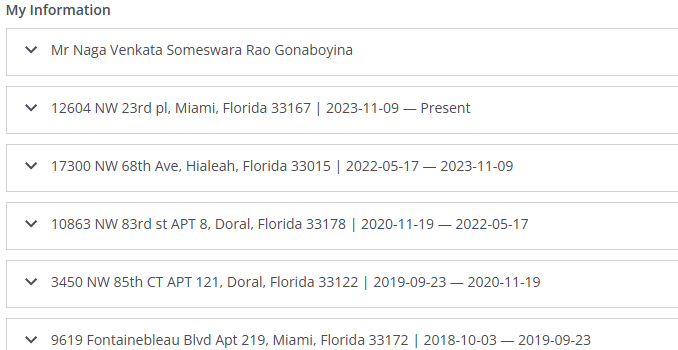 My Information
Mr Naga Venkata Someswara Rao Gonaboyina
12604 NW 23rd pl, Miami, Florida 33167 | 2023-11-09 — Present
17300 NW 68th Ave, Hialeah, Florida 33015 | 2022-05-17 — 2023-11-09
10863 NW 83rd st APT 8, Doral, Florida 33178 | 2020-11-19 — 2022-05-17
3450 NW 85th CT APT 121, Doral, Florida 33122 | 2019-09-23 — 2020-11-19
9619 Fontainebleau Blvd Apt 219, Miami, Florida 33172 | 2018-10-03 — 2019-09-23